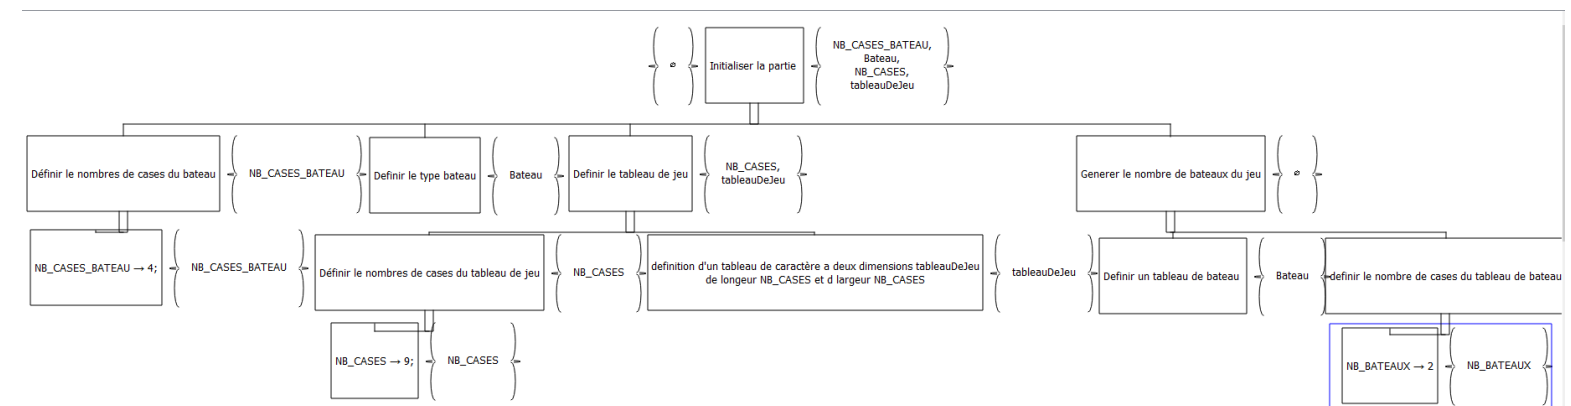 ø
Initialiser la partie
NB_CASES_BATEAU,
Bateau,
NB_CASES,
tableauDeJeu
Définir le nombres de cases du bateau
NB_CASES_BATEAU
Definir le type bateau
Bateau
Definir le tableau de jeu
NB_CASES,
tableauDeJeu
Generer le nombre de bateaux du jeu
ø
NB_CASES_BATEAU → 4;
NB_CASES_BATEAU
Définir le nombres de cases du tableau de jeu
NB_CASES
definition d'un tableau de caractère a deux dimensions tableauDeJeu
de longeur NB_CASES et d largeur NB_CASES
tableauDeJeu
Definir un tableau de bateau
Bateau
definir le nombre de cases du tableau de bateau
NB_CASES → 9;
NB_CASES
NB_BATEAUX → 2
NB_BATEAUX